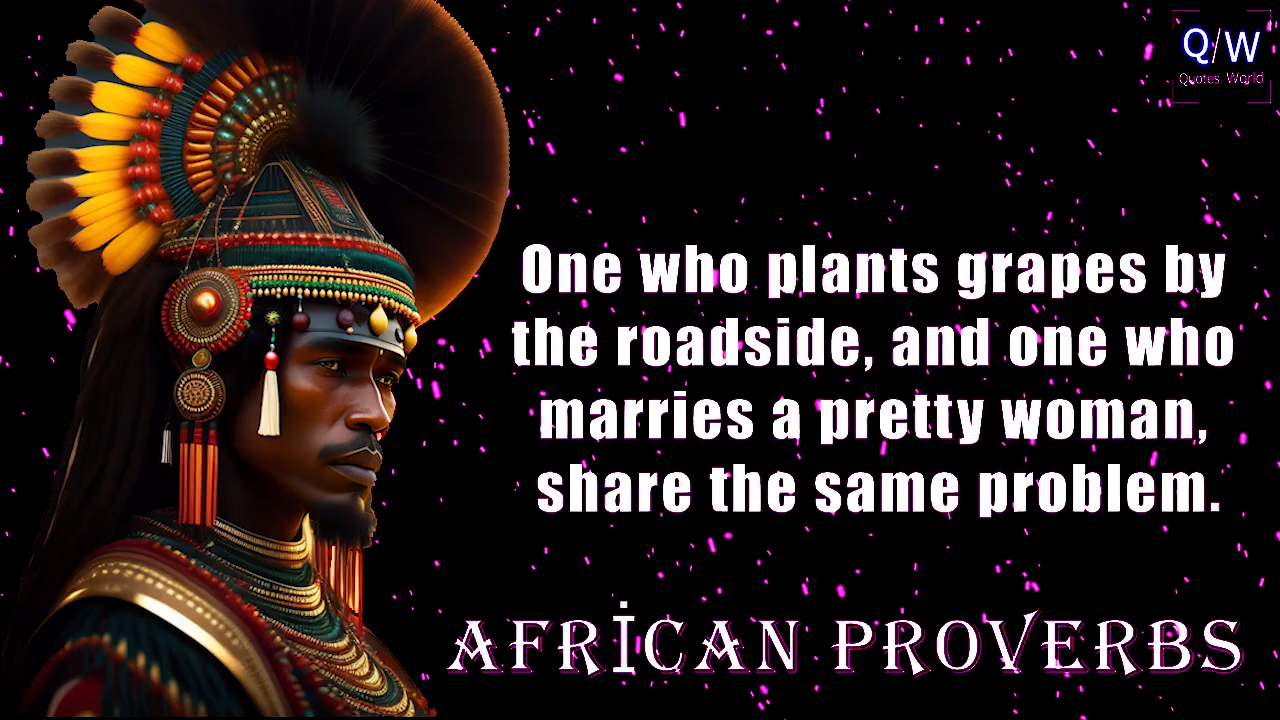 Q/W
Quotes World
One who plants grapes by
the roadside, and one who
marries a pretty woman,
share the same problem.
AFRİCAN PROVERBS